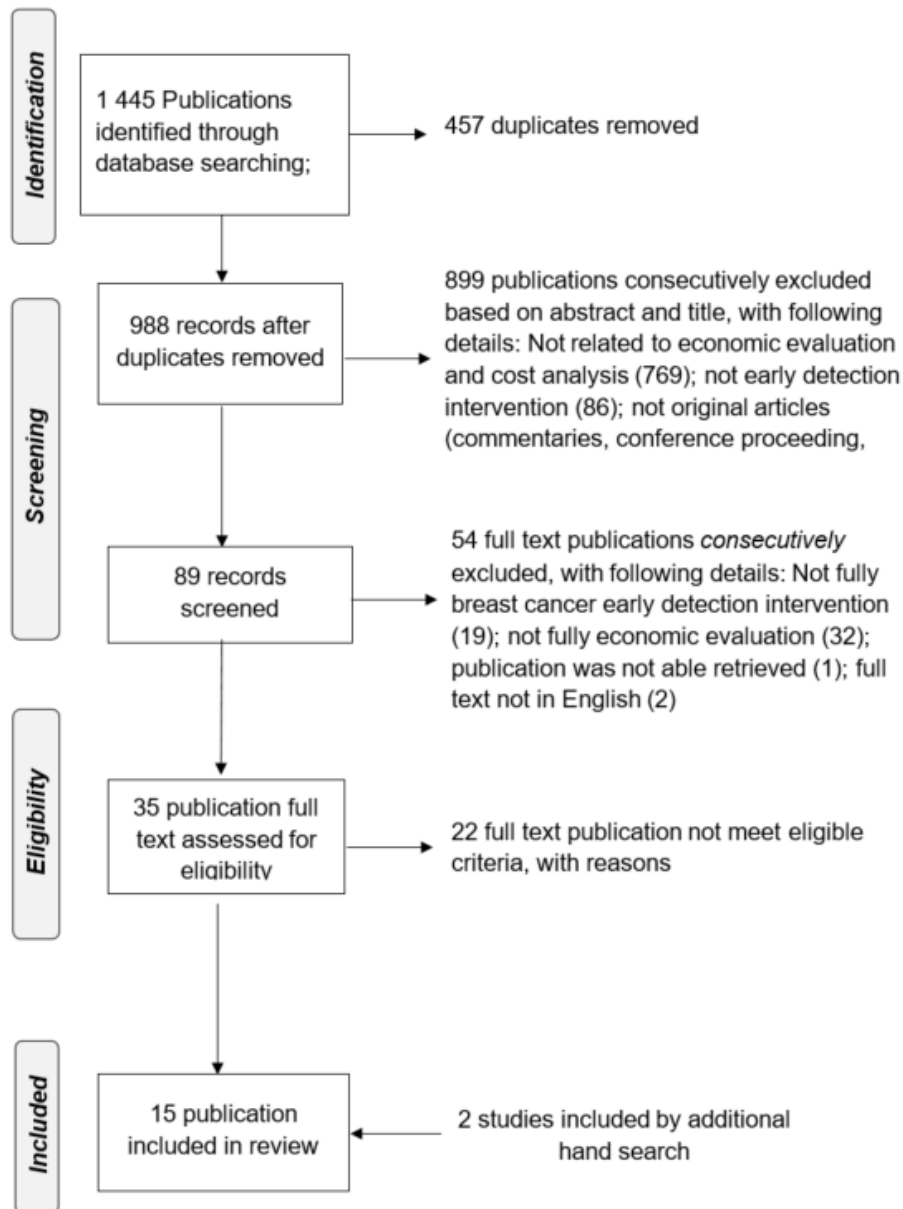 Identification
1 445 Publications
identified through
database searching;
457 duplicates removed
Screening
988 records after
duplicates removed
899 publications consecutively excluded
based on abstract and title, with following
details: Not related to economic evaluation
and cost analysis (769); not early detection
intervention (86); not original articles
(commentaries, conference proceeding,
89 records
screened
54 full text publications consecutively
excluded, with following details: Not fully
breast cancer early detection intervention
(19); not fully economic evaluation (32);
publication was not able retrieved (1); full
text not in English (2)
Eligibility
35 publication full
text assessed for
eligibility
22 full text publication not meet eligible
criteria, with reasons
Included
15 publication
included in review
2 studies included by additional
hand search